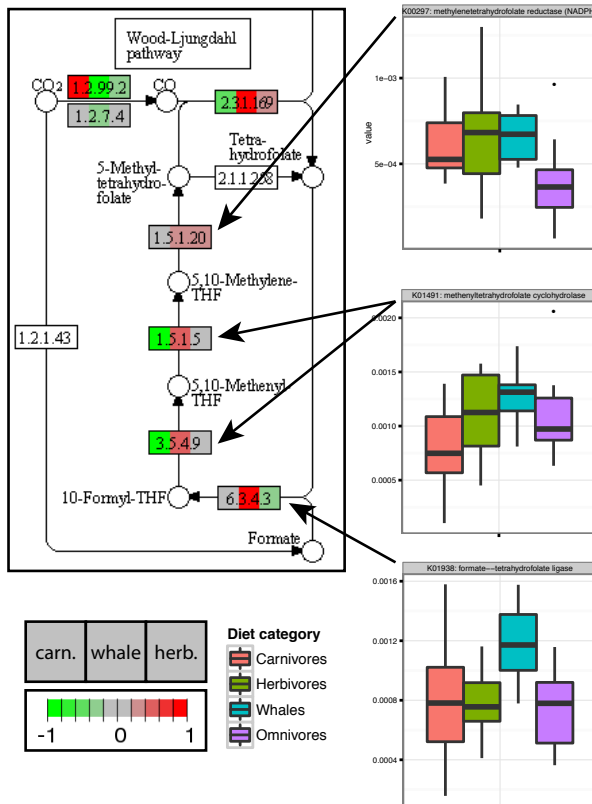 Wood-Ljungdahl
pathway
CO2
1.2.99.2
CO
2.3.1.169
1.2.7.4
Tetra-
hydrofolate
5-Methyl-
tetrahydro-
folate
2.1.1.258
1.5.1.20
5,10-Methylene-
THF
1.2.1.43
1.5.1.5
5,10-Methenyl
THF
3.5.4.9
10-Formyl-THF
6.3.4.3
Formate
carn.
whale
herb.
-1
0
1
Diet category
Carnivores
Herbivores
Whales
Omnivores
K00297: methylenetetrahydrofolate reductase (NADPH
1e−03
value
5e−04
K01491: methenyltetrahydrofolate cyclohydrolase
0.0020
0.0015
0.0010
0.0005
K01938: formate−−tetrahydrofolate ligase
0.0016
0.0012
0.0008
0.0004